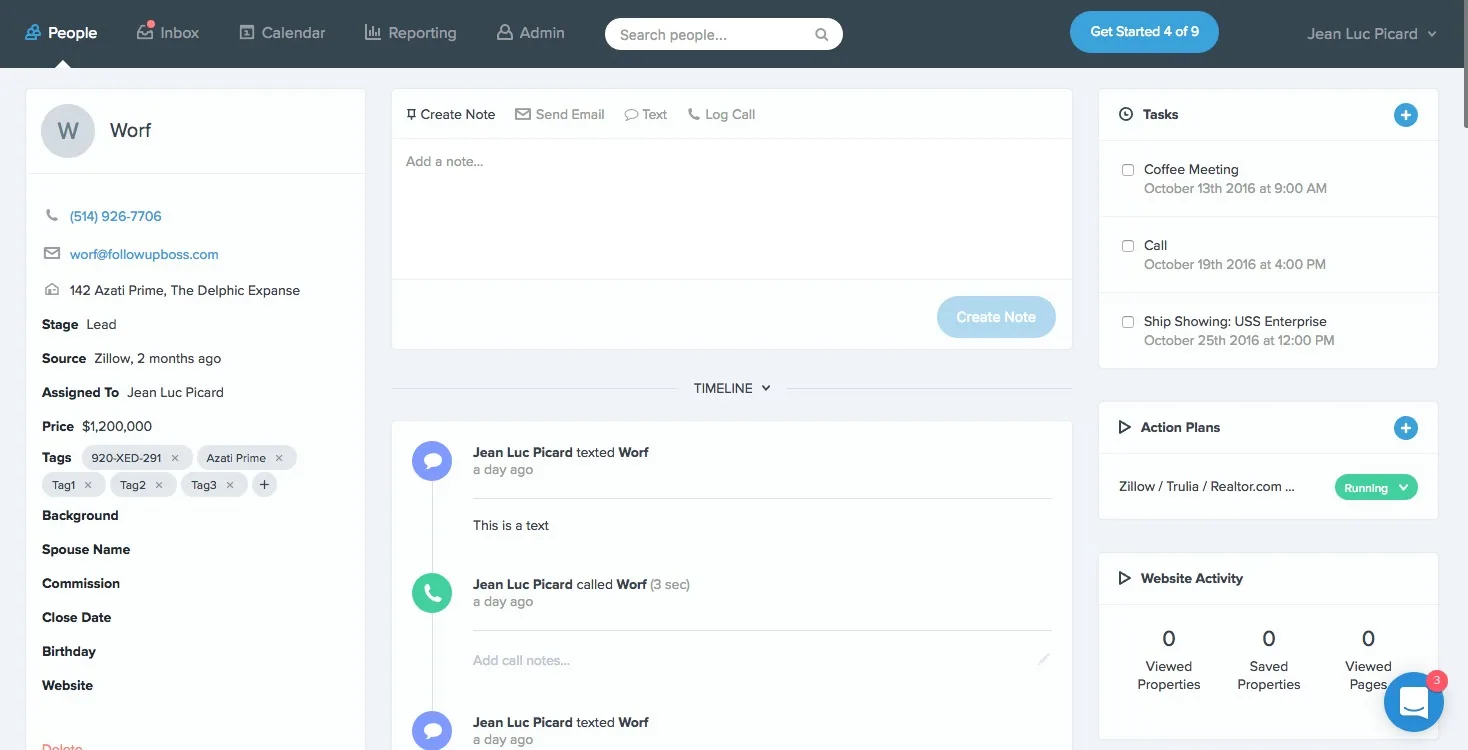 People
Inbox
Calendar
Reporting
Admin
Search people...
Get Started 4 of 9
Jean Luc Picard
W
Worf
(514) 926-7706
worf@followupboss.com
142 Azati Prime, The Delphic Expanse
Stage Lead
Source Zillow, 2 months ago
Assigned To Jean Luc Picard
Price $1,200,000
Tags 920-XED-291 × Azati Prime ×
Tag1 × Tag2 × Tag3 × +
Background
Spouse Name
Commission
Close Date
Birthday
Website
Delete
Create Note Send Email Text Log Call
Add a note...
Create Note
TIMELINE
Jean Luc Picard texted Worf
a day ago
This is a text
Jean Luc Picard called Worf (3 sec)
a day ago
Add call notes...
Jean Luc Picard texted Worf
a day ago
Tasks
Coffee Meeting
October 13th 2016 at 9:00 AM
Call
October 19th 2016 at 4:00 PM
Ship Showing: USS Enterprise
October 25th 2016 at 12:00 PM
Action Plans
Zillow / Trulia / Realtor.com ... Running
Website Activity
0 0 0
Viewed Saved Viewed
Properties Properties Pages
3